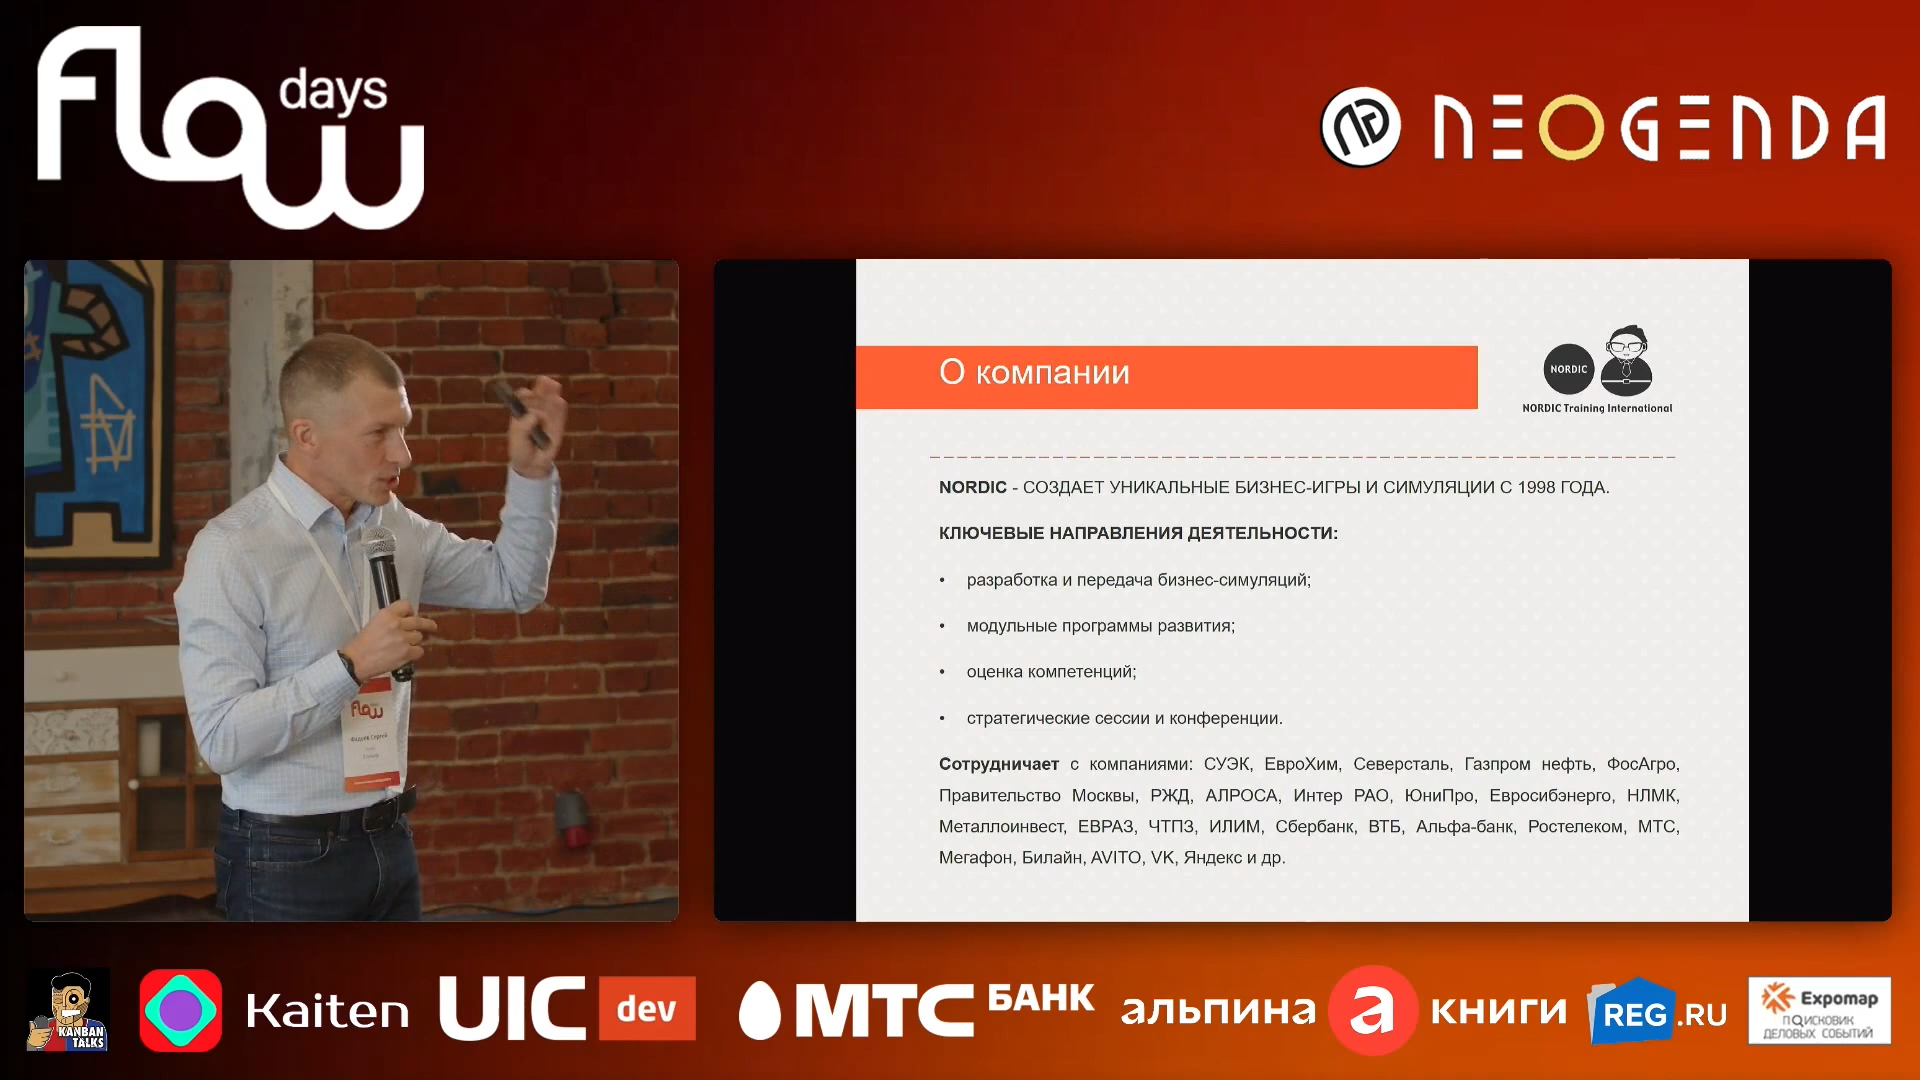 flow days
NEOGENDA
О компании
NORDIC
NORDIC Training International
NORDIC - СОЗДАЕТ УНИКАЛЬНЫЕ БИЗНЕС-ИГРЫ И СИМУЛЯЦИИ С 1998 ГОДА.
КЛЮЧЕВЫЕ НАПРАВЛЕНИЯ ДЕЯТЕЛЬНОСТИ:
• разработка и передача бизнес-симуляций;
• модульные программы развития;
• оценка компетенций;
• стратегические сессии и конференции.
Сотрудничает с компаниями: СУЭК, ЕвроХим, Северсталь, Газпром нефть, ФосАгро,
Правительство Москвы, РЖД, АЛРОСА, Интер РАО, ЮниПро, Евросибэнерго, НЛМК,
Металлоинвест, ЕВРАЗ, ЧТПЗ, ИЛИМ, Сбербанк, ВТБ, Альфа-банк, Ростелеком, МТС,
Мегафон, Билайн, AVITO, VK, Яндекс и др.
flow
Фадеев Сергей
KANBAN
TALKS
Kaiten
UIC dev
МТС БАНК
альпина а книги
REG.RU
Expomap
ПОИСКОВИК
ДЕЛОВЫХ СОБЫТИЙ